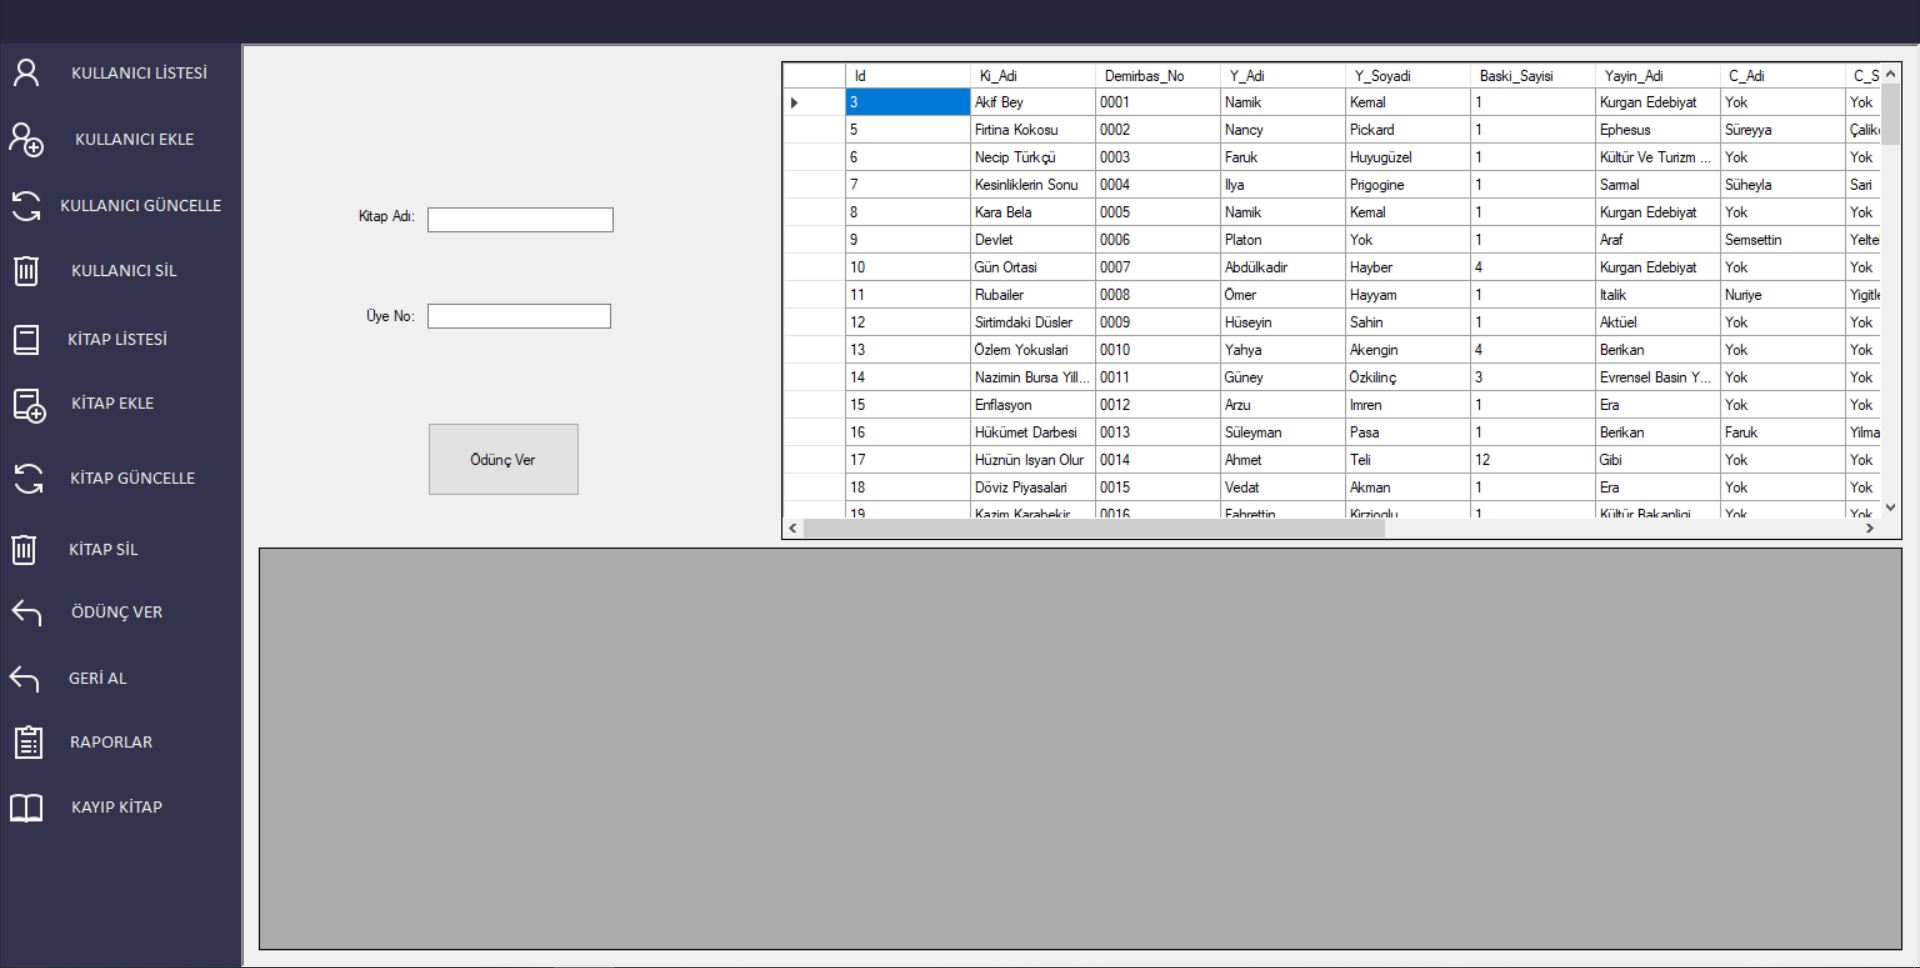 KULLANICI LİSTESİ
KULLANICI EKLE
KULLANICI GÜNCELLE
KULLANICI SİL
KİTAP LİSTESİ
KİTAP EKLE
KİTAP GÜNCELLE
KİTAP SİL
ÖDÜNÇ VER
GERİ AL
RAPORLAR
KAYIP KİTAP
Kitap Adı:
Üye No:
Ödünç Ver
Id Ki_Adi Demirbas_No Y_Adi Y_Soyadi Baski_Sayisi Yayin_Adi C_Adi C_S
3 Akif Bey 0001 Namik Kemal 1 Kurgan Edebiyat Yok Yok
5 Firtina Kokosu 0002 Nancy Pickard 1 Ephesus Süreyya Çalik
6 Necip Türkçü 0003 Faruk Huyugüzel 1 Kültür Ve Turizm ... Yok Yok
7 Kesinliklerin Sonu 0004 Ilya Prigogine 1 Sarmal Süheyla Sari
8 Kara Bela 0005 Namik Kemal 1 Kurgan Edebiyat Yok Yok
9 Devlet 0006 Platon Yok 1 Araf Semsettin Yelte
10 Gün Ortasi 0007 Abdülkadir Hayber 4 Kurgan Edebiyat Yok Yok
11 Rubailer 0008 Ömer Hayyam 1 Italik Nuriye Yigitl
12 Sirtimdaki Düsler 0009 Hüseyin Sahin 1 Aktüel Yok Yok
13 Özlem Yokuslari 0010 Yahya Akengin 4 Berikan Yok Yok
14 Nazimin Bursa Yill... 0011 Güney Özkilinç 3 Evrensel Basin Y... Yok Yok
15 Enflasyon 0012 Arzu Imren 1 Era Yok Yok
16 Hükümet Darbesi 0013 Süleyman Pasa 1 Berikan Faruk Yilma
17 Hüznün Isyan Olur 0014 Ahmet Teli 12 Gibi Yok Yok
18 Döviz Piyasalari 0015 Vedat Akman 1 Era Yok Yok
19 Kazim Karabekir 0016 Fahrettin Kirzioglu 1 Kültür Bakanligi Yok Yok